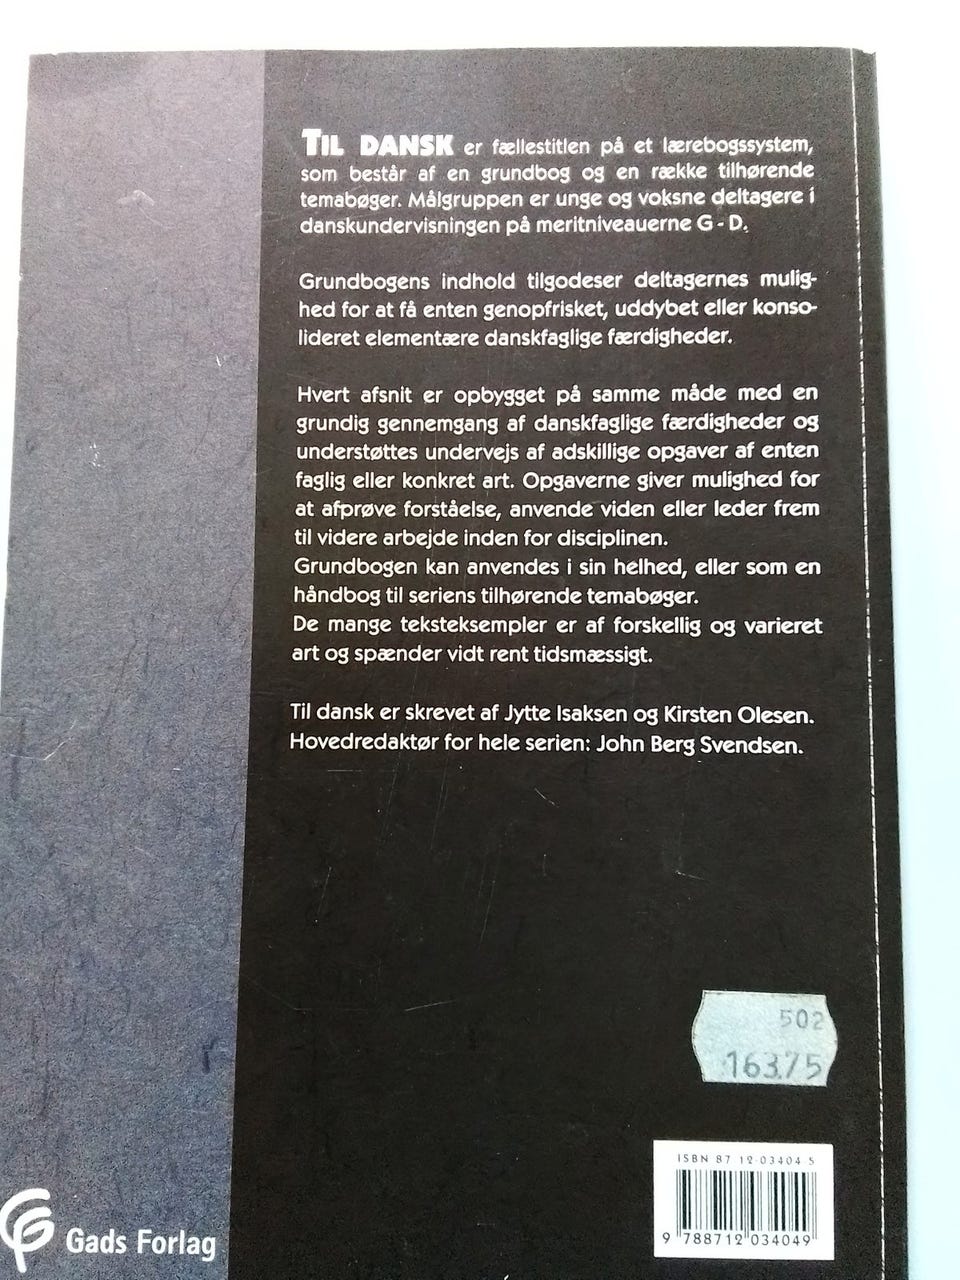 TIL DANSK er fællestitlen på et lærebogssystem,
som består af en grundbog og en række tilhørende
temabøger. Målgruppen er unge og voksne deltagere i
danskundervisningen på meritniveauerne G - D.
Grundbogens indhold tilgodeser deltagernes mulig-
hed for at få enten genopfrisket, uddybet eller konso-
lideret elementære danskfaglige færdigheder.
Hvert afsnit er opbygget på samme måde med en
grundig gennemgang af danskfaglige færdigheder og
understøttes undervejs af adskillige opgaver af enten
faglig eller konkret art. Opgaverne giver mulighed for
at afprøve forståelse, anvende viden eller leder frem
til videre arbejde inden for disciplinen.
Grundbogen kan anvendes i sin helhed, eller som en
håndbog til seriens tilhørende temabøger.
De mange teksteksempler er af forskellig og varieret
art og spænder vidt rent tidsmæssigt.
Til dansk er skrevet af Jytte Isaksen og Kirsten Olesen.
Hovedredaktør for hele serien: John Berg Svendsen.
502
163.75
ISBN 87 12-03404 5
9 788712 034049
Gads Forlag